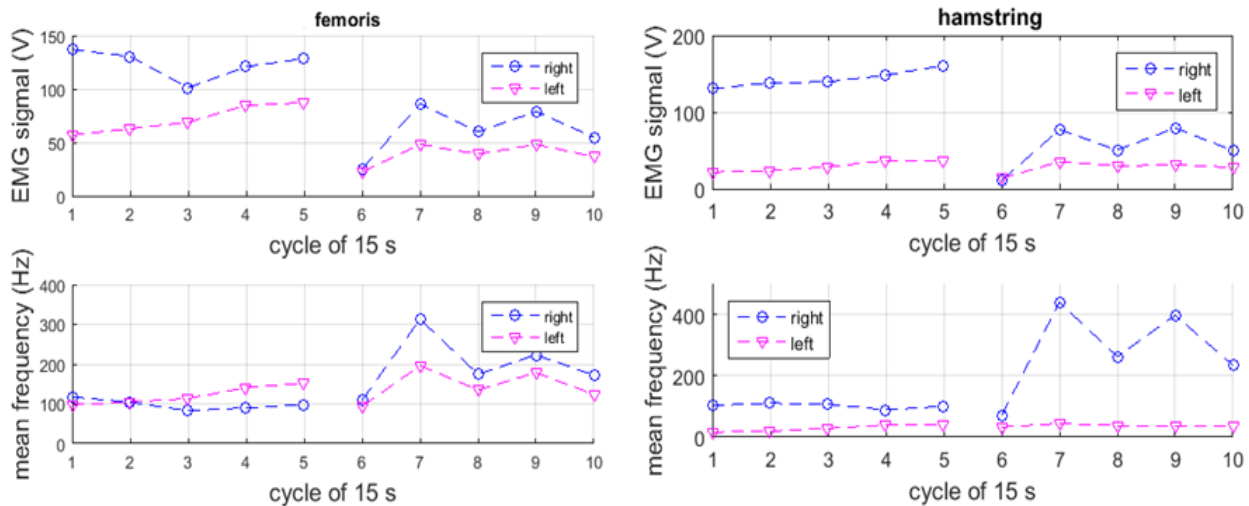 femoris
EMG sigmal (V)
150
100
50
0
right
left
1 2 3 4 5 6 7 8 9 10
cycle of 15 s
mean frequency (Hz)
400
300
200
100
0
right
left
1 2 3 4 5 6 7 8 9 10
cycle of 15 s
hamstring
EMG sigmal (V)
200
100
0
right
left
1 2 3 4 5 6 7 8 9 10
cycle of 15 s
mean frequency (Hz)
400
200
0
right
left
1 2 3 4 5 6 7 8 9 10
cycle of 15 s